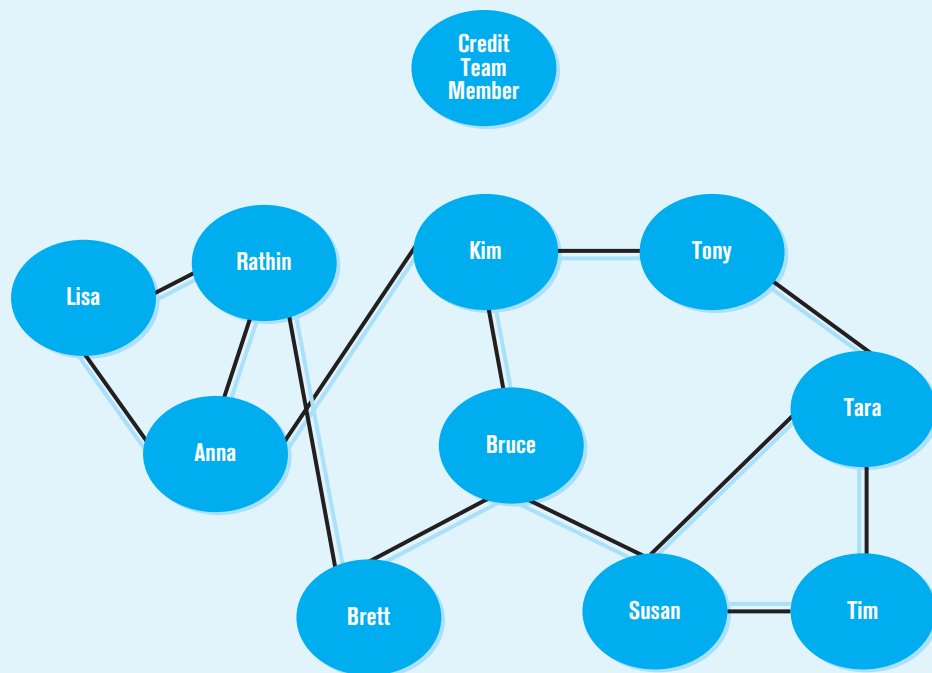 Credit
Team
Member
Lisa
Rathin
Kim
Tony
Anna
Bruce
Tara
Brett
Susan
Tim